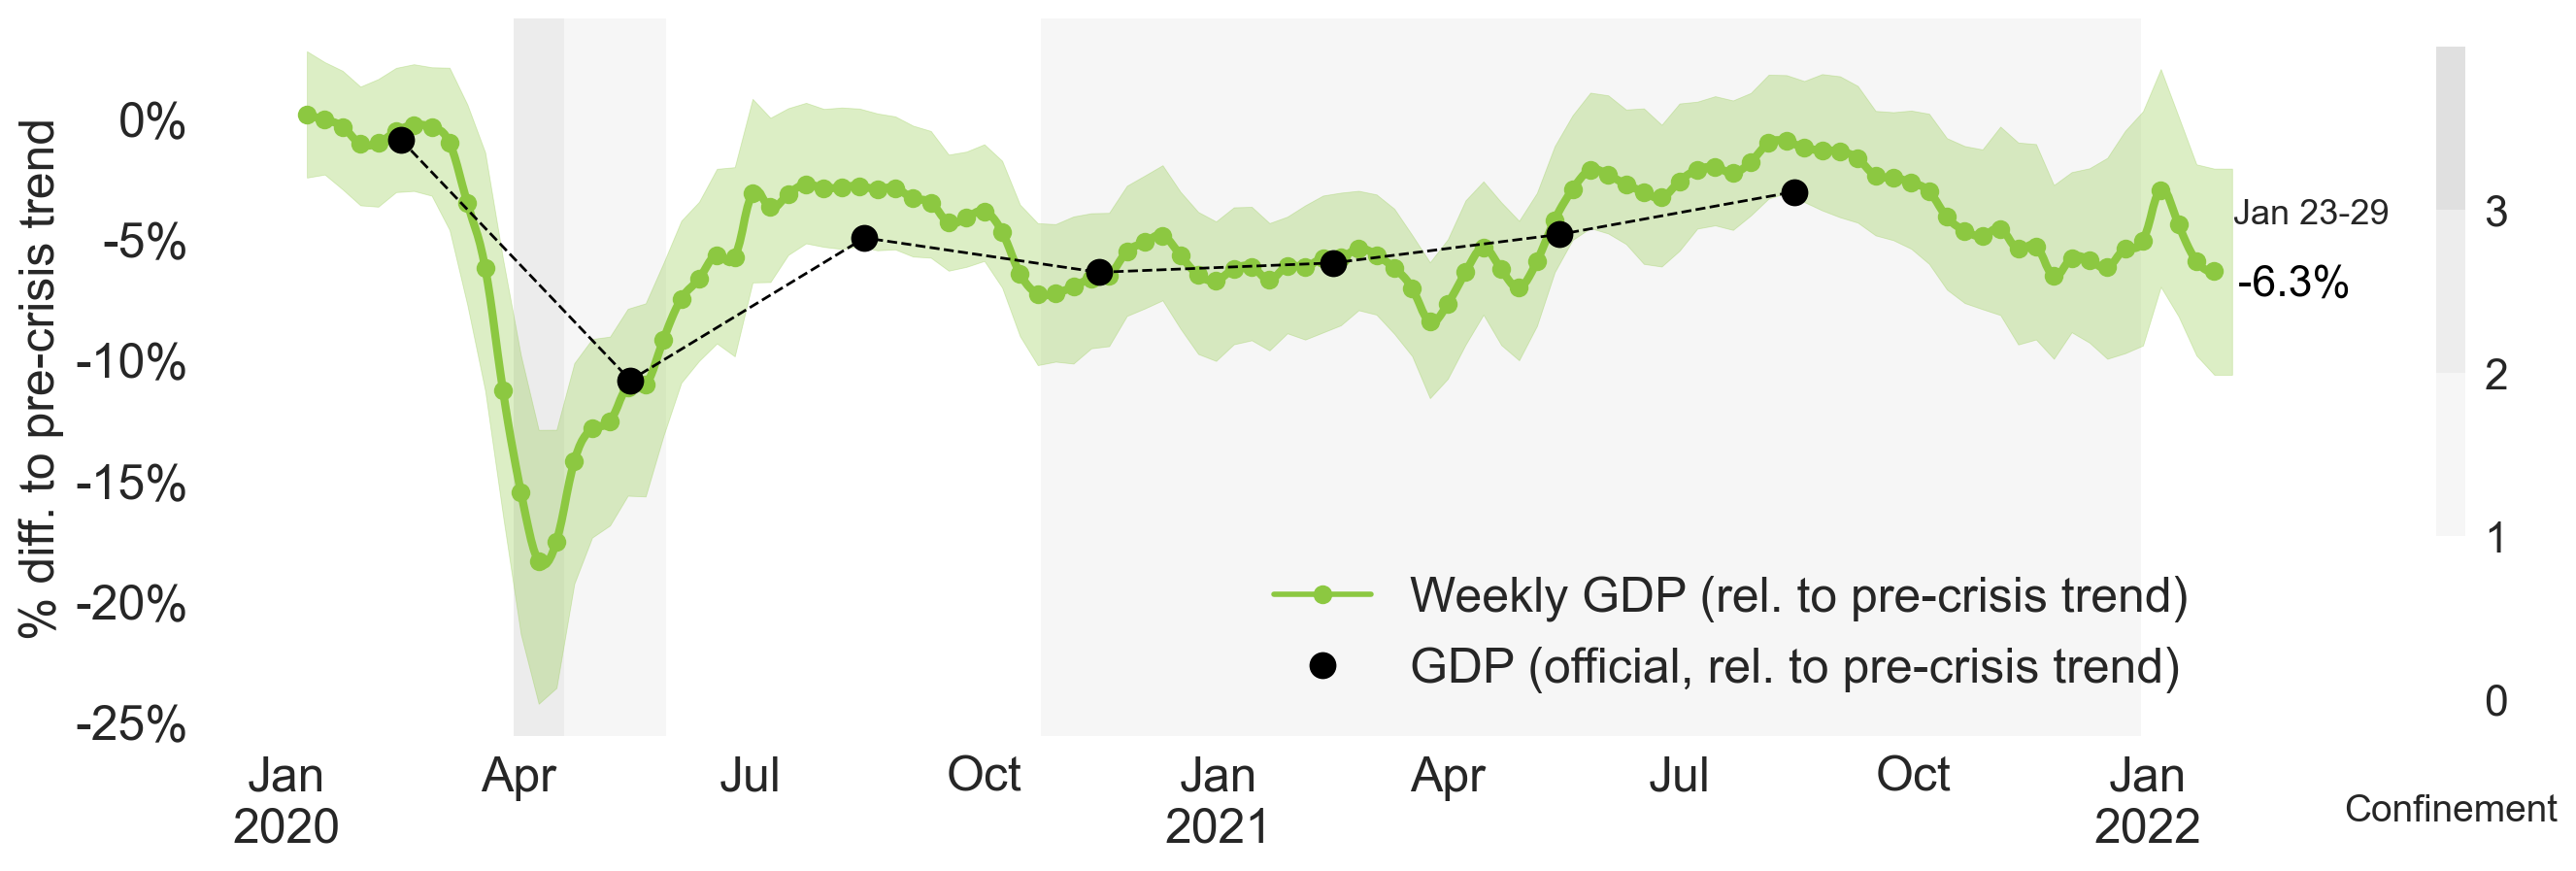 % diff. to pre-crisis trend
0%
-5%
-10%
-15%
-20%
-25%
Jan
2020
Apr
Jul
Oct
Jan
2021
Apr
Jul
Oct
Jan
2022
Weekly GDP (rel. to pre-crisis trend)
GDP (official, rel. to pre-crisis trend)
Jan 23-29
-6.3%
3
2
1
0
Confinement